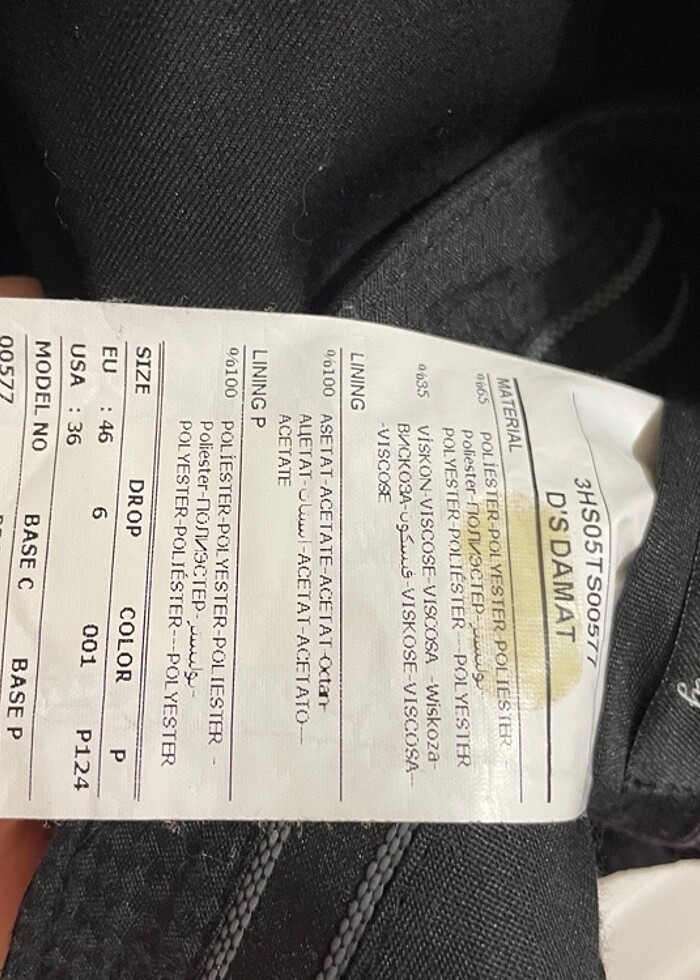 3HS05TS00577
D'S DAMAT
MATERIAL
%65 POLİESTER-POLYESTER-POLIESTER -
Poliester-ПОЛИЭСТЕР-بوليستر-
POLYESTER-POLIÉSTER---POLYESTER
%35 VİSKON-VISCOSE-VISCOSA -Wiskoza-
ВИСКОЗА-فيسكوز-VISKOSE-VISCOSA--
-VISCOSE
LINING
%100 ASETAT-ACETATE-ACETAT-Octan-
АЦЕТАТ-اسيتات-ACETAT-ACETATO---
ACETATE
LINING P
%100 POLİESTER-POLYESTER-POLIESTER -
Poliester-ПОЛИЭСТЕР-بوليستر-
POLYESTER-POLIÉSTER---POLYESTER
SIZE DROP COLOR P
EU : 46 6 001 P124
USA : 36
MODEL NO BASE C BASE P
00577